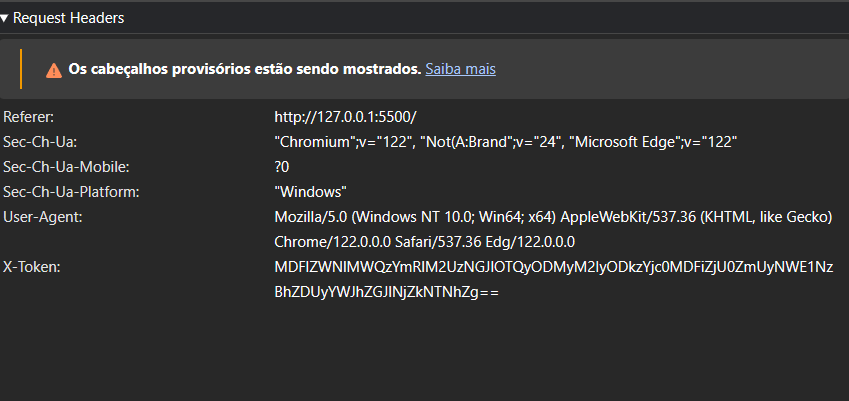 Request Headers
Os cabeçalhos provisórios estão sendo mostrados. Saiba mais
Referer: http://127.0.0.1:5500/
Sec-Ch-Ua: "Chromium";v="122", "Not(A:Brand";v="24", "Microsoft Edge";v="122"
Sec-Ch-Ua-Mobile: ?0
Sec-Ch-Ua-Platform: "Windows"
User-Agent: Mozilla/5.0 (Windows NT 10.0; Win64; x64) AppleWebKit/537.36 (KHTML, like Gecko)
Chrome/122.0.0.0 Safari/537.36 Edg/122.0.0.0
X-Token: MDFlZWNlMWQzYmRlM2UzNGJlOTQyODMyM2IyODkzYjc0MDFiZjU0ZmUyNWE1Nz
BhZDUyYWJhZGJlNjZkNTNhZg==